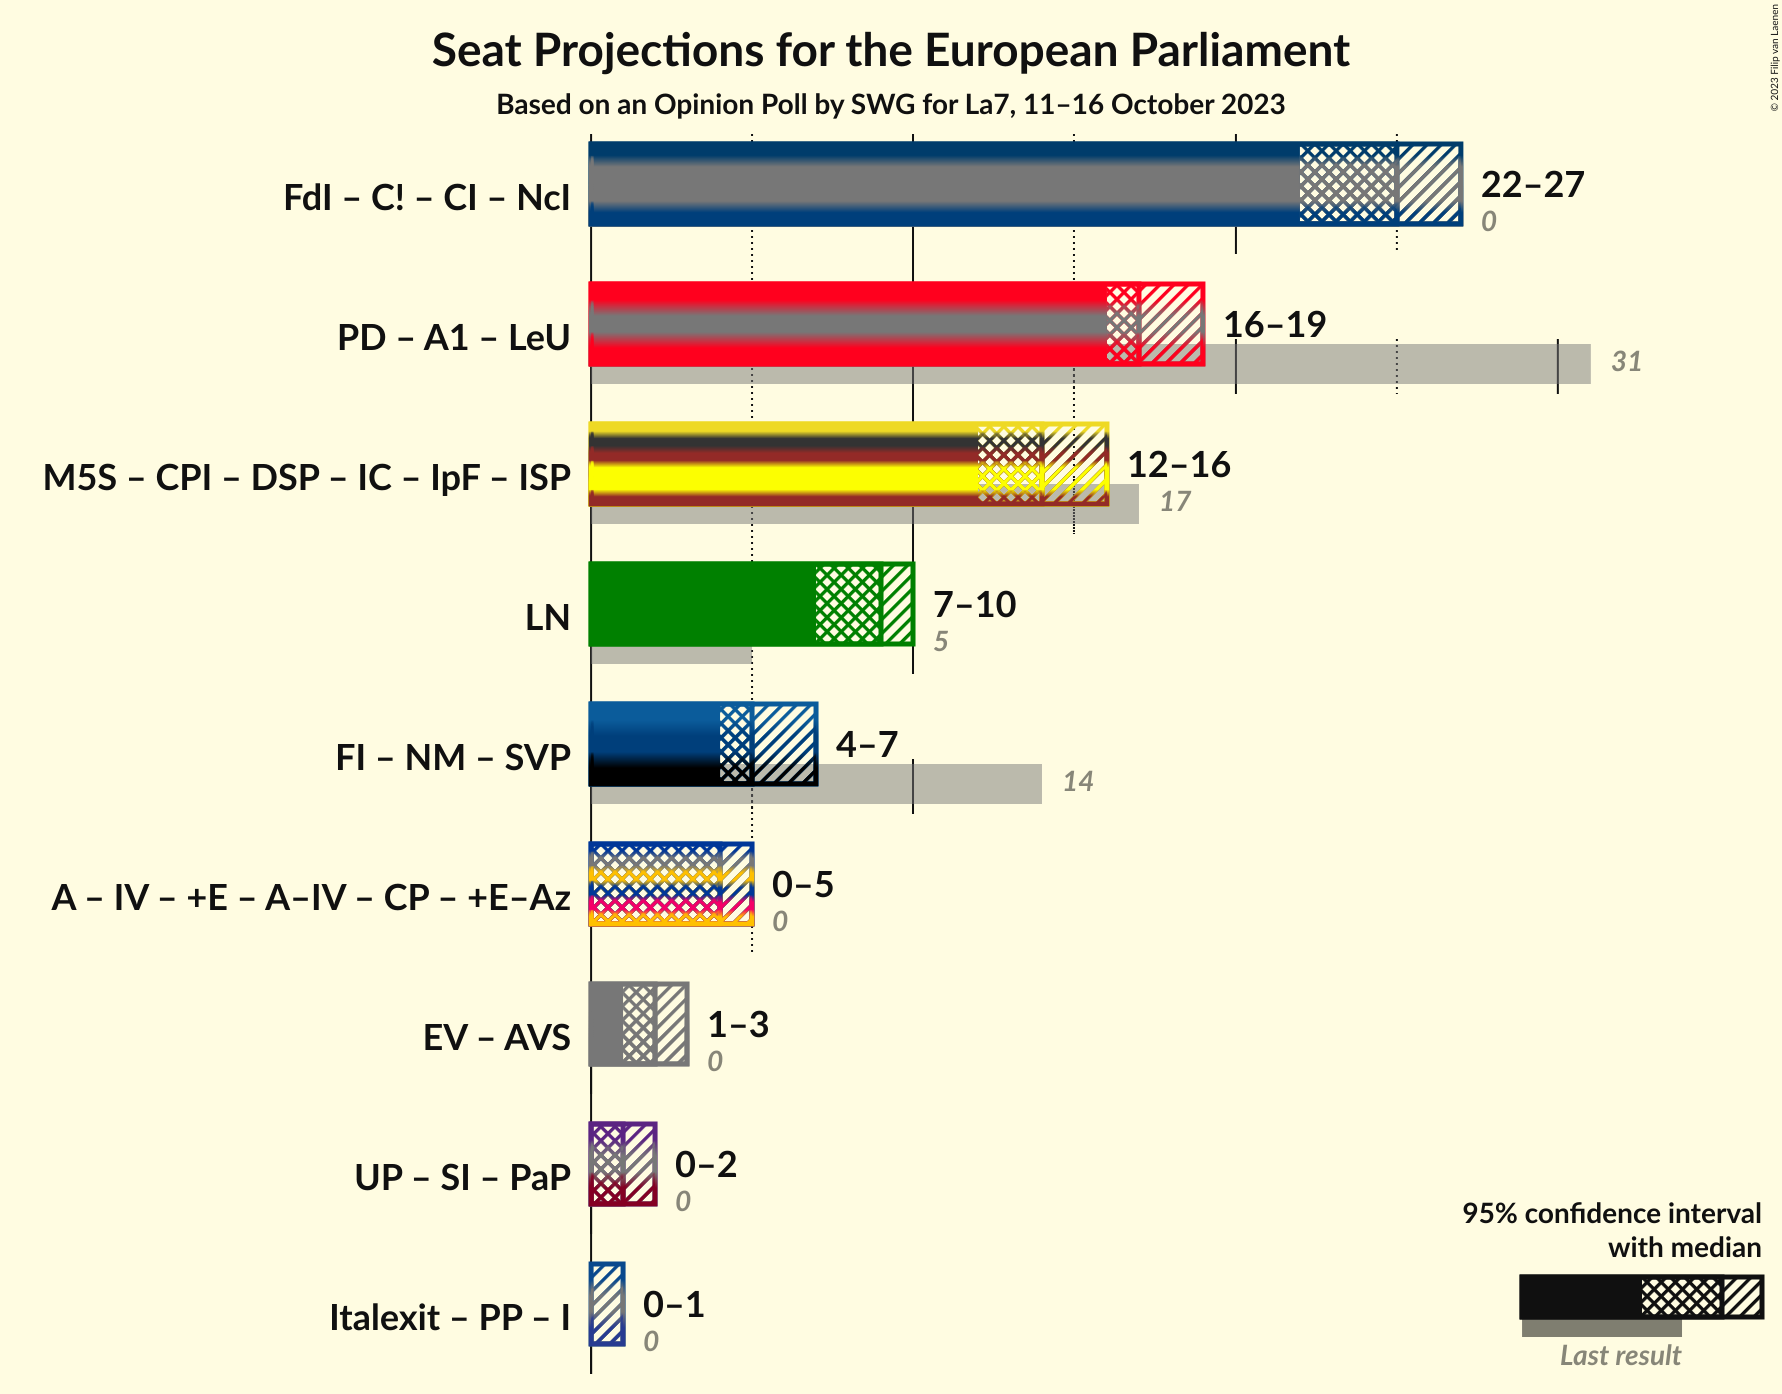 Seat Projections for the European Parliament
Based on an Opinion Poll by SWG for La7, 11–16 October 2023
© 2023 Filip van Laenen
FdI – C! – CI – NcI
22–27
0
PD – A1 – LeU
16–19
31
M5S – CPI – DSP – IC – IpF – ISP
12–16
17
LN
7–10
5
FI – NM – SVP
4–7
14
A – IV – +E – A–IV – CP – +E–Az
0–5
0
EV – AVS
1–3
0
UP – SI – PaP
0–2
0
Italexit – PP – I
0–1
0
95% confidence interval
with median
Last result